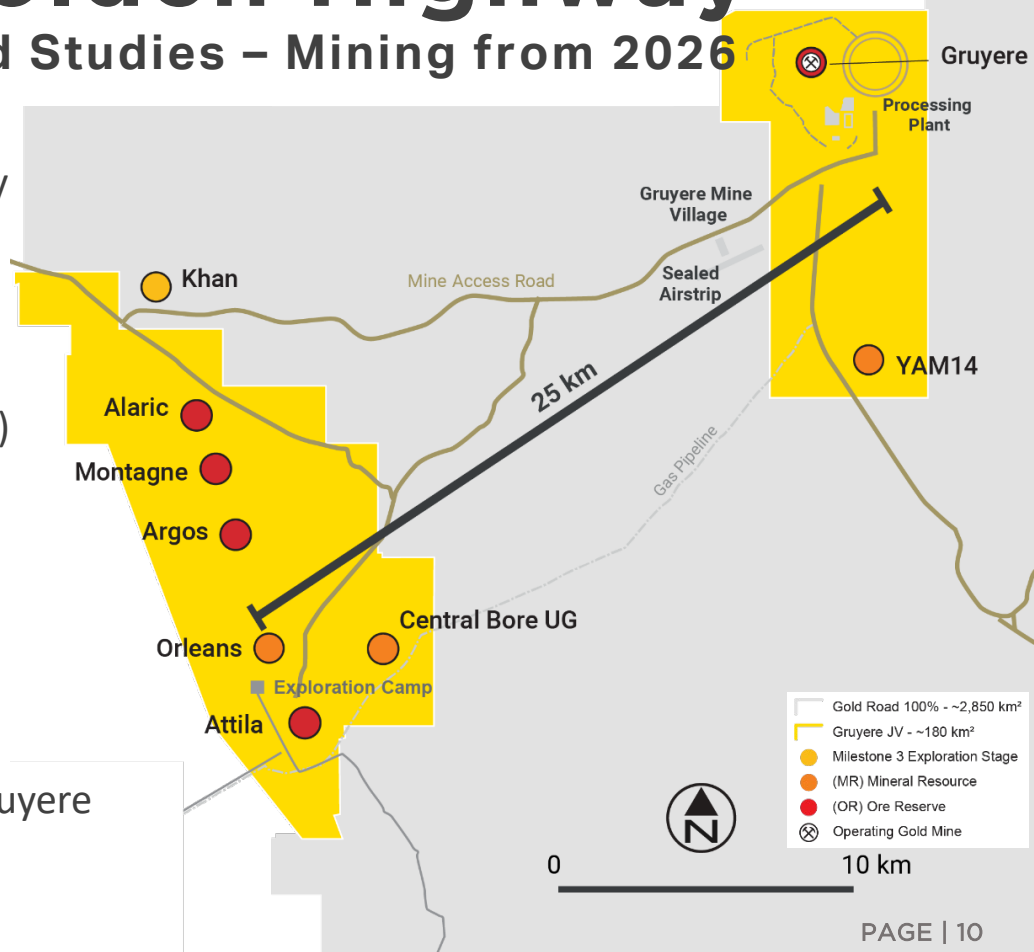 Highway
Studies – Mining from 2026
Gruyere
Processing
Plant
Gruyere Mine
Village
Sealed
Airstrip
Khan
Mine Access Road
25 km
YAM14
Alaric
Gas Pipeline
Montagne
Argos
Central Bore UG
Orleans
Exploration Camp
Attila
Gold Road 100% - ~2,850 km²
Gruyere JV - ~180 km²
Milestone 3 Exploration Stage
(MR) Mineral Resource
(OR) Ore Reserve
Operating Gold Mine
uyere
N
0 10 km
PAGE | 10